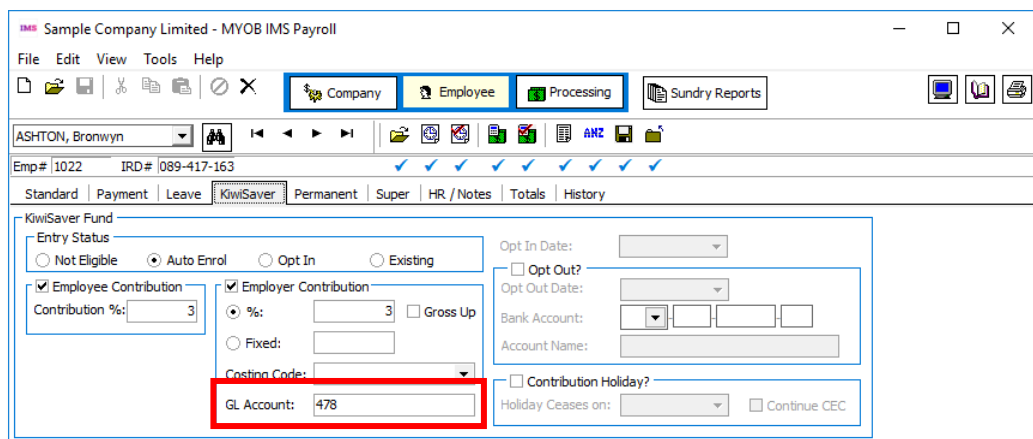 IMS Sample Company Limited - MYOB IMS Payroll
File Edit View Tools Help
Company Employee Processing Sundry Reports
ASHTON, Bronwyn ANZ
Emp# 1022 IRD# 089-417-163
Standard Payment Leave KiwiSaver Permanent Super HR / Notes Totals History
KiwiSaver Fund
Entry Status
Not Eligible Auto Enrol Opt In Existing
Opt In Date:
Opt Out?
Opt Out Date:
Bank Account:
Account Name:
Employee Contribution
Contribution %: 3
Employer Contribution
%: 3 Gross Up
Fixed:
Costing Code:
GL Account: 478
Contribution Holiday?
Holiday Ceases on: Continue CEC